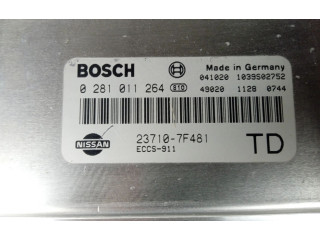 BOSCH
Made in Germany
041020 1039S02752
0 281 011 264 S10
49020 1128 0744
NISSAN
23710-7F481
ECCS-911
TD